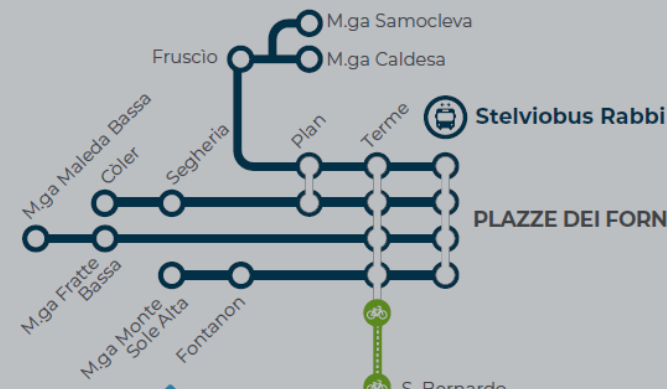 M.ga Samocleva
Fruscìo
M.ga Caldesa
M.ga Maleda Bassa
Còler
Segheria
Plan
Terme
Stelviobus Rabbi
PLAZZE DEI FORN
M.ga Fratte
Bassa
M.ga Monte
Sole Alta
Fontanon
S. Bernardo